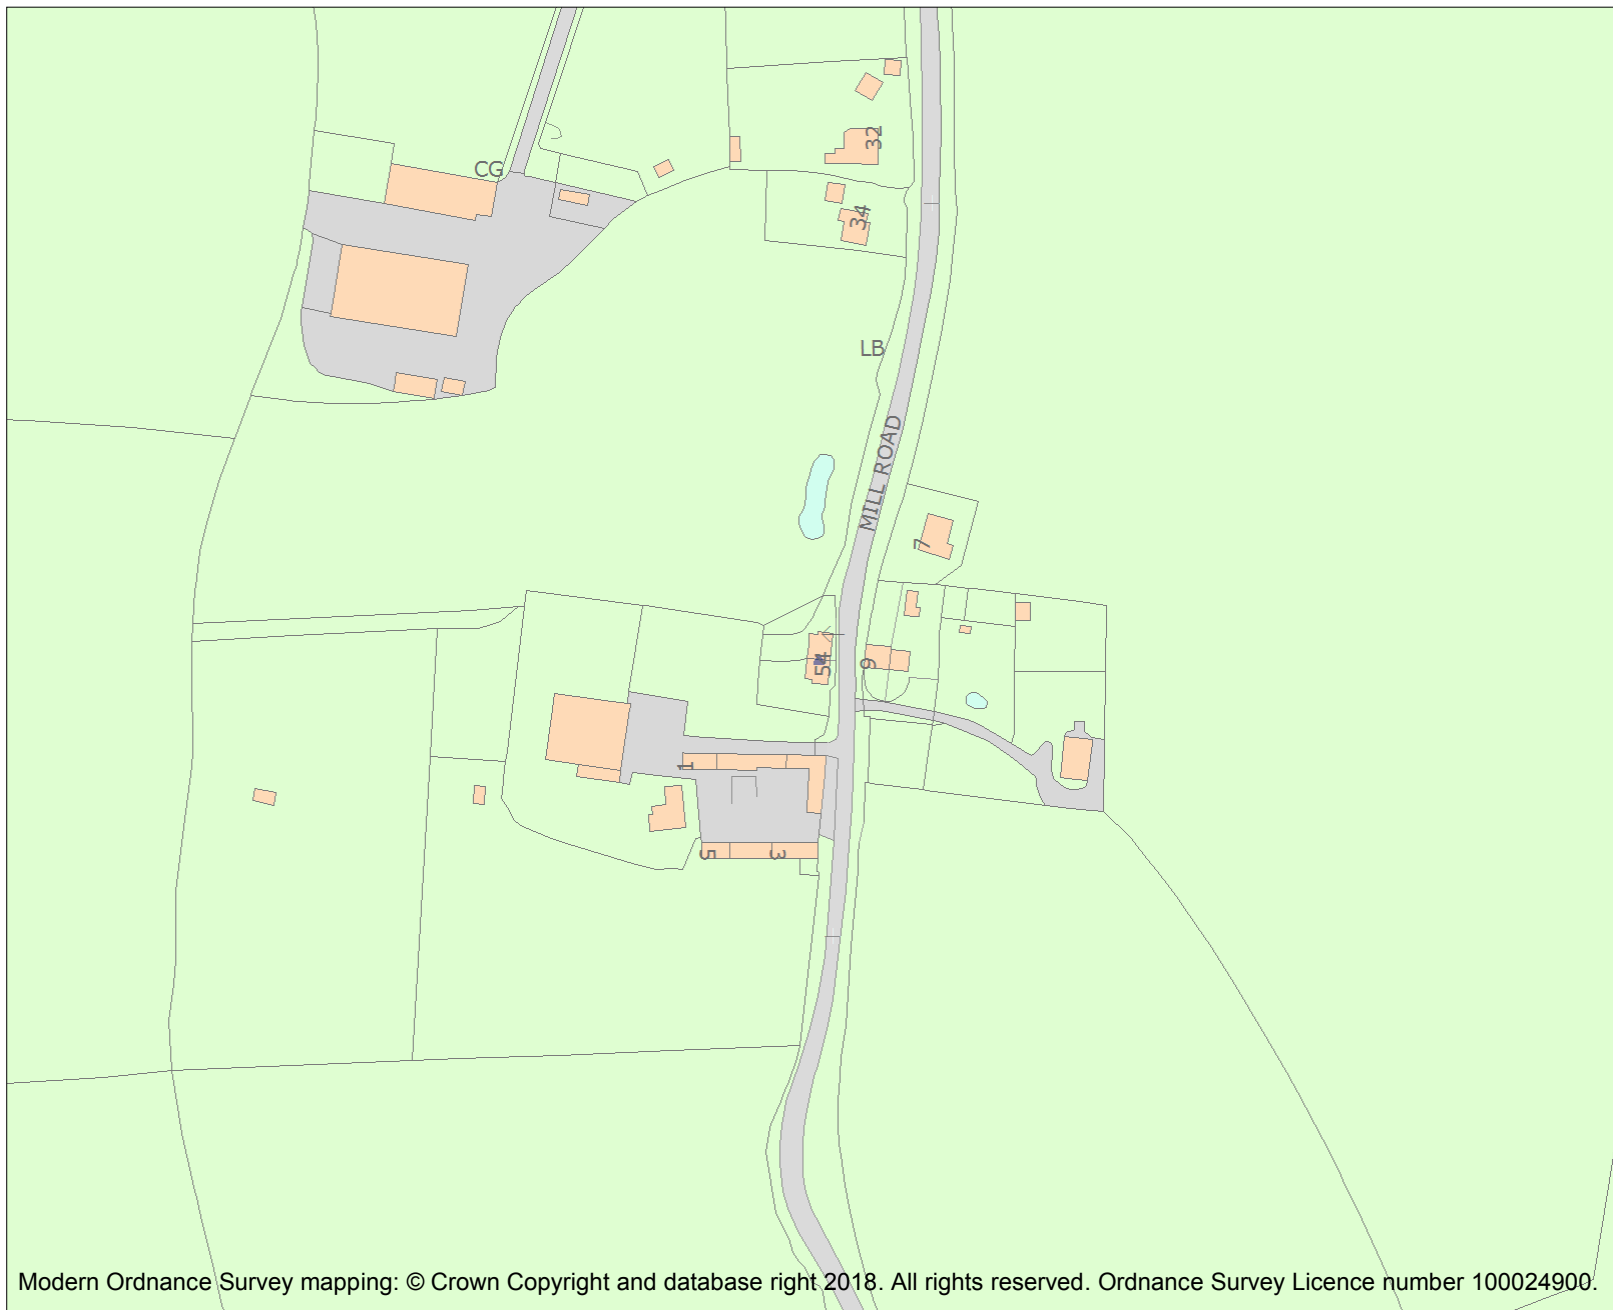 32
CG
34
LB
MILL ROAD
7
54
9
1
5
3
Modern Ordnance Survey mapping: © Crown Copyright and database right 2018. All rights reserved. Ordnance Survey Licence number 100024900.